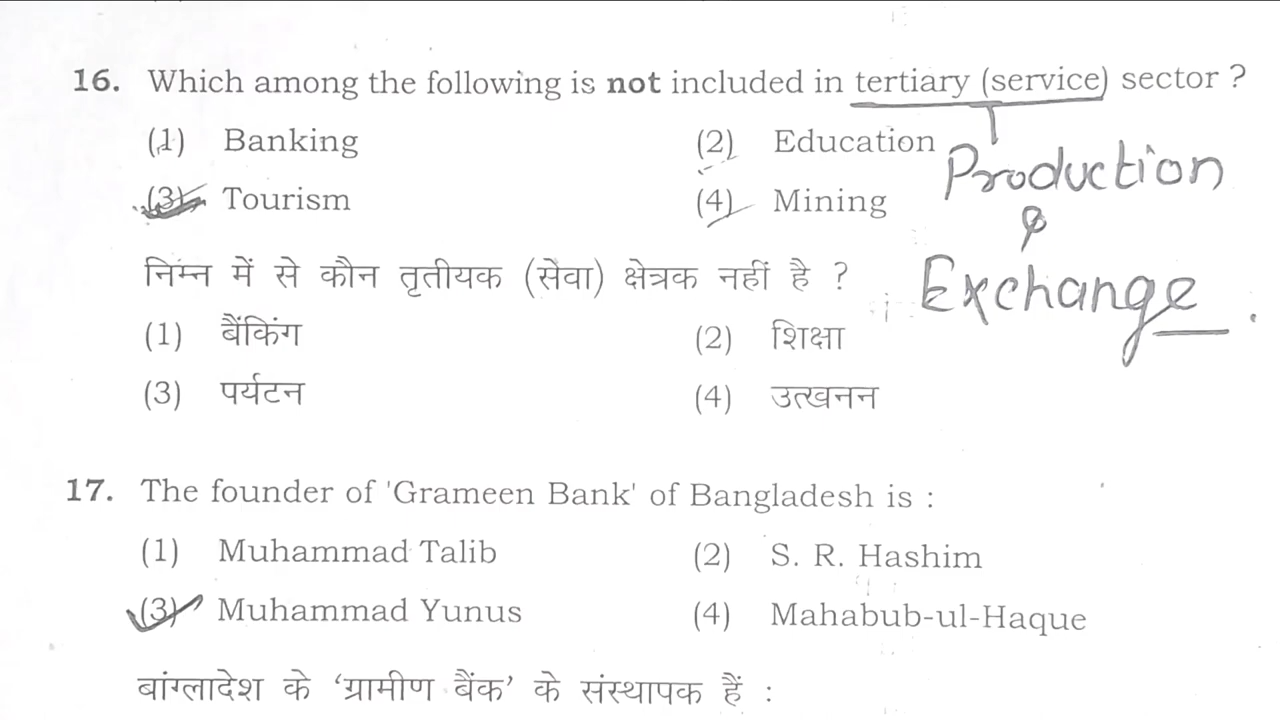 16. Which among the following is not included in tertiary (service) sector ?
(1) Banking (2) Education
Production
(3) Tourism (4) Mining
&
निम्न में से कौन तृतीयक (सेवा) क्षेत्रक नहीं है ?
Exchange
(1) बैंकिंग (2) शिक्षा
(3) पर्यटन (4) उत्खनन
17. The founder of 'Grameen Bank' of Bangladesh is :
(1) Muhammad Talib (2) S. R. Hashim
(3) Muhammad Yunus (4) Mahabub-ul-Haque
बांग्लादेश के ‘ग्रामीण बैंक’ के संस्थापक हैं :